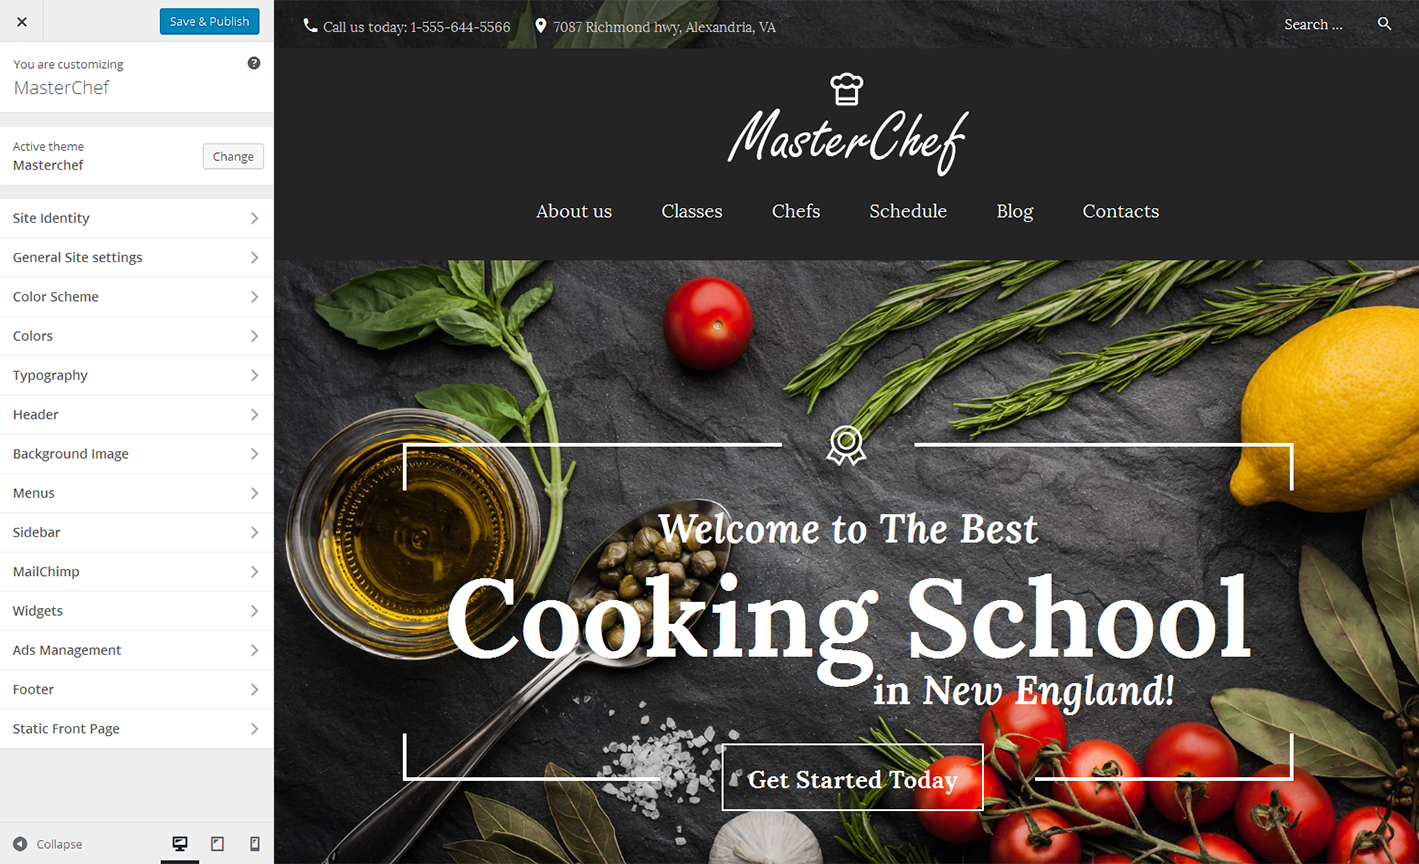 Save & Publish
You are customizing
MasterChef
Active theme
Masterchef
Change
Site Identity
General Site settings
Color Scheme
Colors
Typography
Header
Background Image
Menus
Sidebar
MailChimp
Widgets
Ads Management
Footer
Static Front Page
Collapse
Call us today: 1-555-644-5566
7087 Richmond hwy, Alexandria, VA
Search ...
MasterChef
About us
Classes
Chefs
Schedule
Blog
Contacts
Welcome to The Best
Cooking School
in New England!
Get Started Today